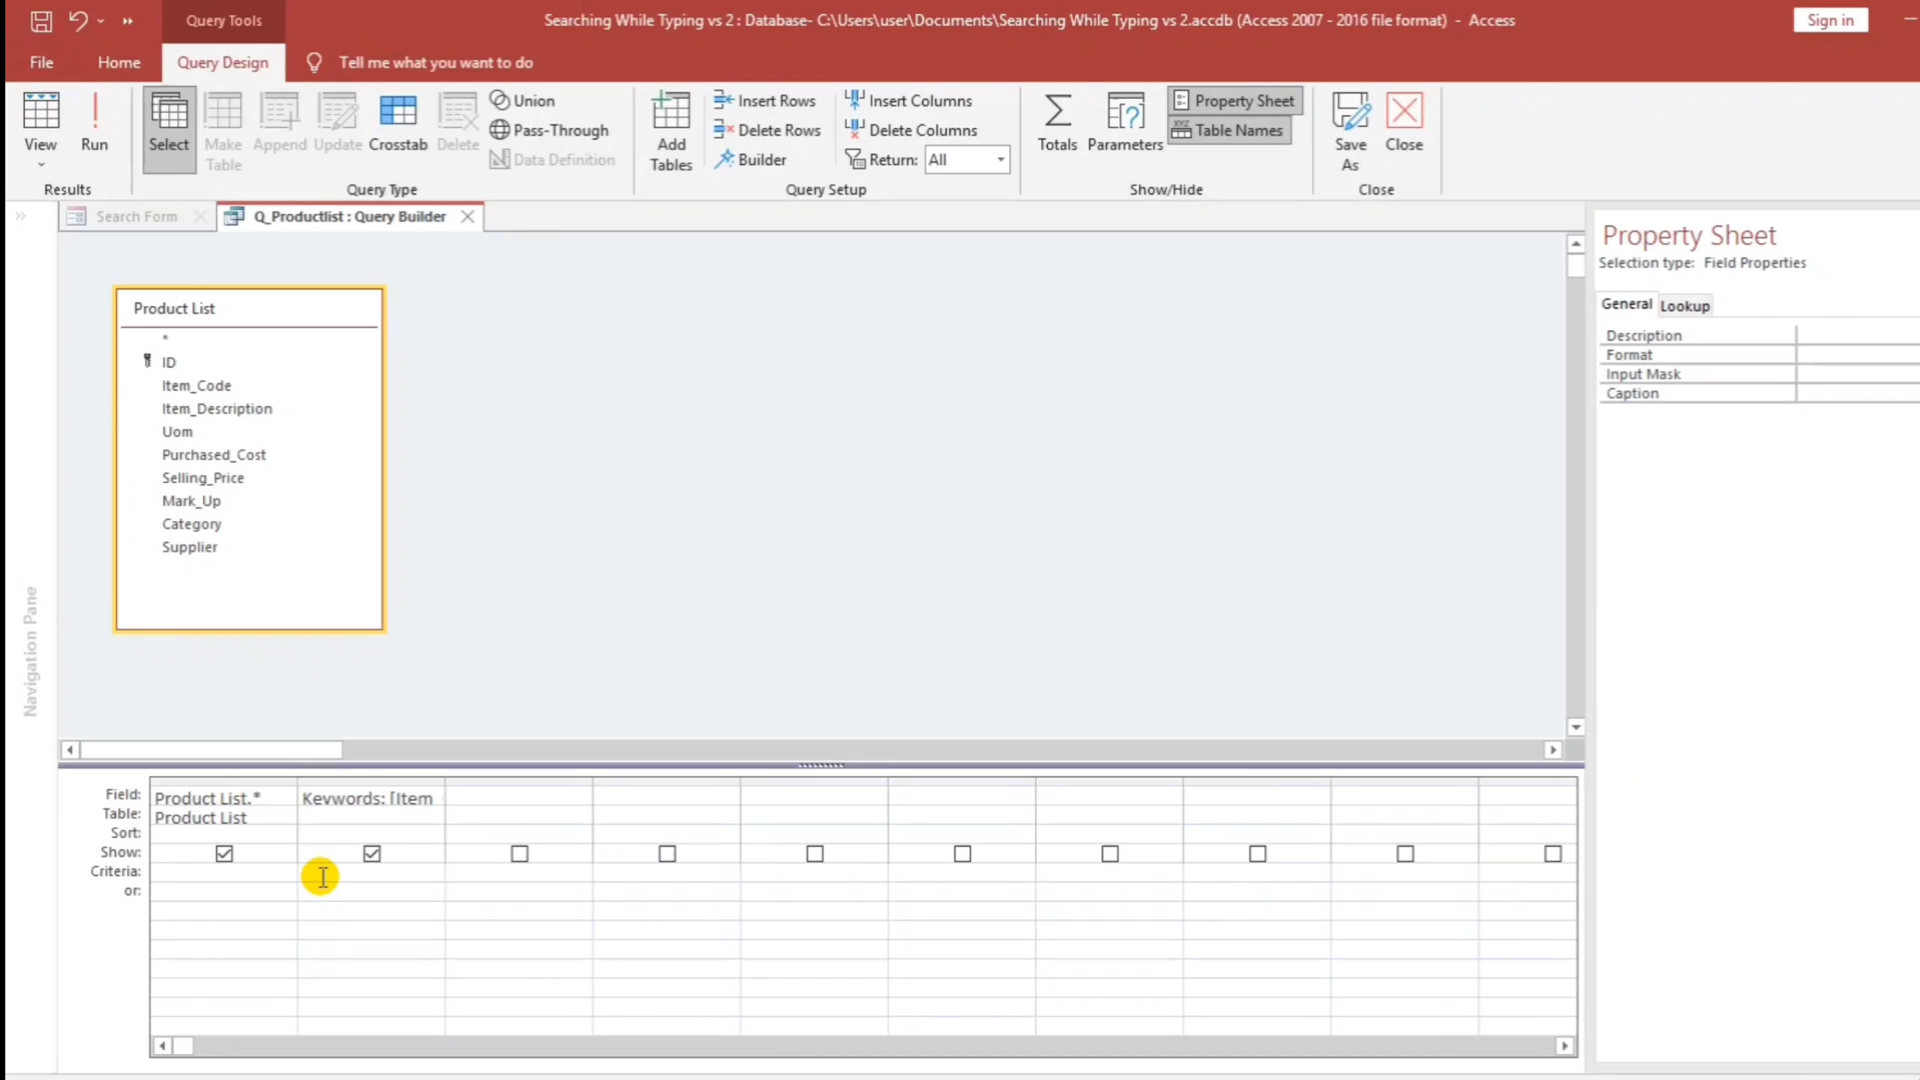 Query Tools
Searching While Typing vs 2 : Database- C:\Users\user\Documents\Searching While Typing vs 2.accdb (Access 2007 - 2016 file format) - Access
Sign in
File
Home
Query Design
Tell me what you want to do
View
Run
Select
Make Table
Append
Update
Crosstab
Delete
Union
Pass-Through
Data Definition
Add Tables
Insert Rows
Delete Rows
Builder
Insert Columns
Delete Columns
Return: All
Totals
Parameters
Property Sheet
Table Names
Save As
Close
Results
Query Type
Query Setup
Show/Hide
Close
Search Form
Q_Productlist : Query Builder
Navigation Pane
Product List
*
ID
Item_Code
Item_Description
Uom
Purchased_Cost
Selling_Price
Mark_Up
Category
Supplier
Property Sheet
Selection type: Field Properties
General
Lookup
Description
Format
Input Mask
Caption
Field: Product List.* Keywords: [Item
Table: Product List
Sort:
Show:
Criteria:
or: